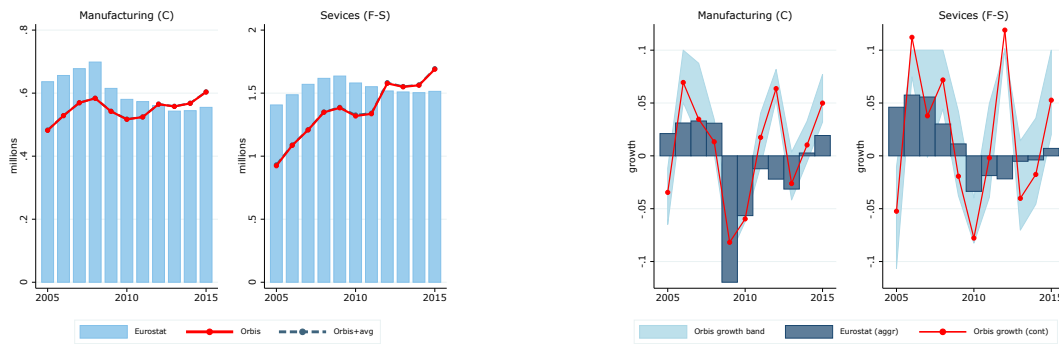 Manufacturing (C)
Sevices (F-S)
millions
0
.2
.4
.6
.8
2005
2010
2015
millions
0
.5
1
1.5
2
2005
2010
2015
Eurostat
Orbis
Orbis+avg
Manufacturing (C)
Sevices (F-S)
growth
-.1
-.05
0
.05
.1
2005
2010
2015
growth
-.1
-.05
0
.05
.1
2005
2010
2015
Orbis growth band
Eurostat (aggr)
Orbis growth (cont)